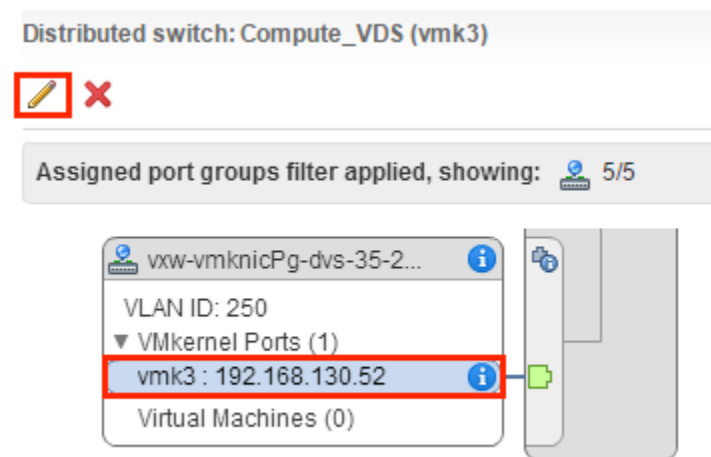 Distributed switch: Compute_VDS (vmk3)
Assigned port groups filter applied, showing: 5/5
vxw-vmknicPg-dvs-35-2...
VLAN ID: 250
VMkernel Ports (1)
vmk3 : 192.168.130.52
Virtual Machines (0)